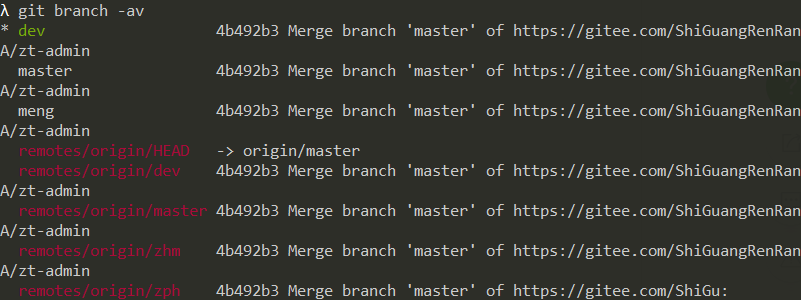 λ git branch -av
* dev 4b492b3 Merge branch 'master' of https://gitee.com/ShiGuangRenRan
A/zt-admin
master 4b492b3 Merge branch 'master' of https://gitee.com/ShiGuangRenRan
A/zt-admin
meng 4b492b3 Merge branch 'master' of https://gitee.com/ShiGuangRenRan
A/zt-admin
remotes/origin/HEAD -> origin/master
remotes/origin/dev 4b492b3 Merge branch 'master' of https://gitee.com/ShiGuangRenRan
A/zt-admin
remotes/origin/master 4b492b3 Merge branch 'master' of https://gitee.com/ShiGuangRenRan
A/zt-admin
remotes/origin/zhm 4b492b3 Merge branch 'master' of https://gitee.com/ShiGuangRenRan
A/zt-admin
remotes/origin/zph 4b492b3 Merge branch 'master' of https://gitee.com/ShiGu: